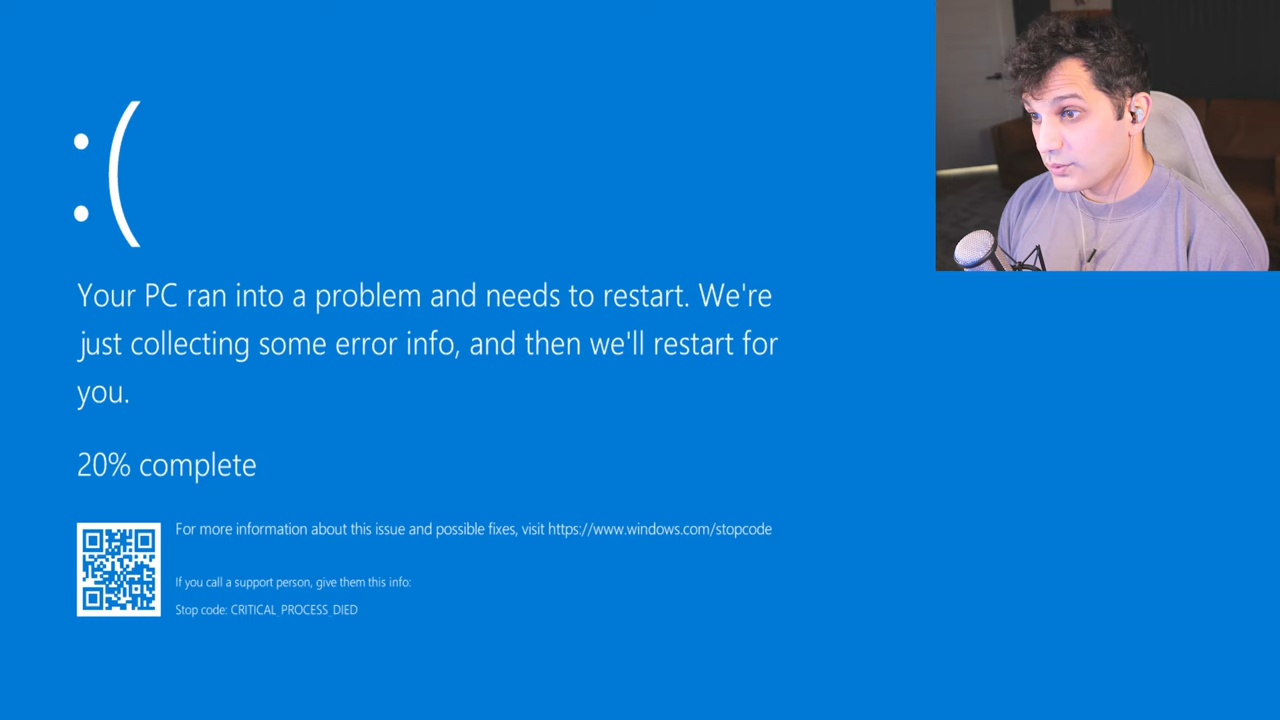 :(
Your PC ran into a problem and needs to restart. We're
just collecting some error info, and then we'll restart for
you.
20% complete
For more information about this issue and possible fixes, visit https://www.windows.com/stopcode
If you call a support person, give them this info:
Stop code: CRITICAL_PROCESS_DIED